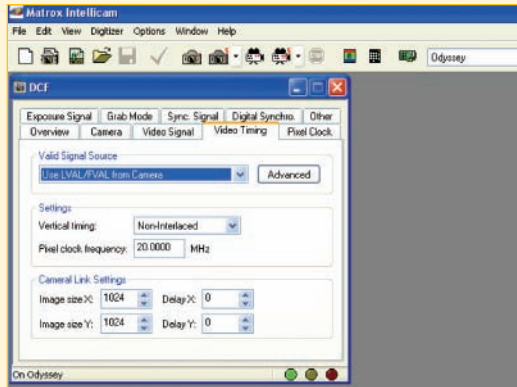 Matrox Intellicam
File Edit View Digitizer Options Window Help
Odyssey
DCF
Exposure Signal Grab Mode Sync. Signal Digital Synchro. Other
Overview Camera Video Signal Video Timing Pixel Clock
Valid Signal Source
Use LVAL/FVAL from Camera Advanced
Settings
Vertical timing: Non-Interlaced
Pixel clock frequency: 20.0000 MHz
Camera Link Settings
Image size X: 1024 Delay X: 0
Image size Y: 1024 Delay Y: 0
On Odyssey